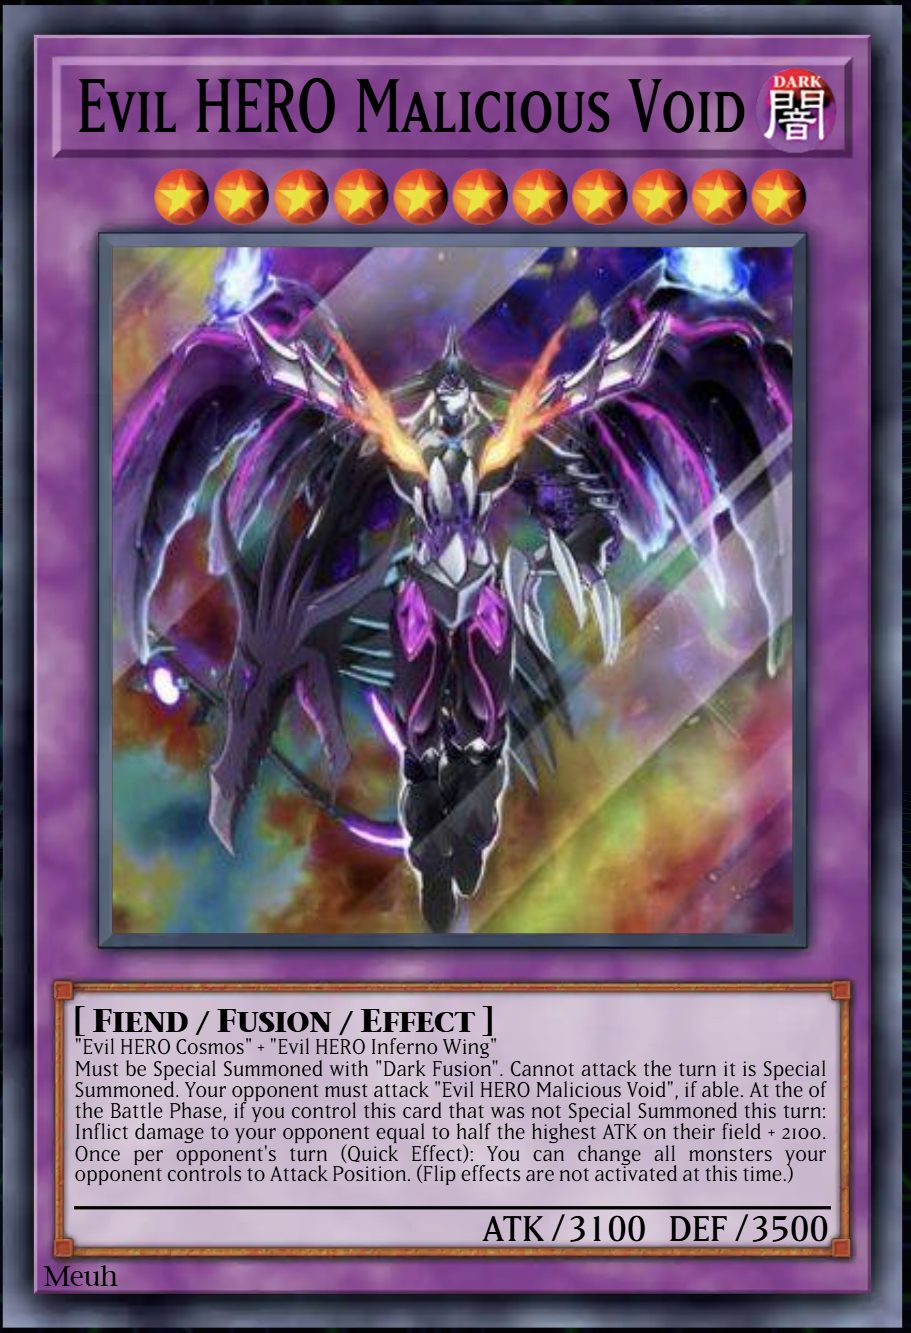 Evil HERO Malicious Void
DARK
闇
[ Fiend / Fusion / Effect ]
"Evil HERO Cosmos" + "Evil HERO Inferno Wing"
Must be Special Summoned with "Dark Fusion". Cannot attack the turn it is Special
Summoned. Your opponent must attack "Evil HERO Malicious Void", if able. At the of
the Battle Phase, if you control this card that was not Special Summoned this turn:
Inflict damage to your opponent equal to half the highest ATK on their field + 2100.
Once per opponent's turn (Quick Effect): You can change all monsters your
opponent controls to Attack Position. (Flip effects are not activated at this time.)
ATK/3100 DEF/3500
Meuh